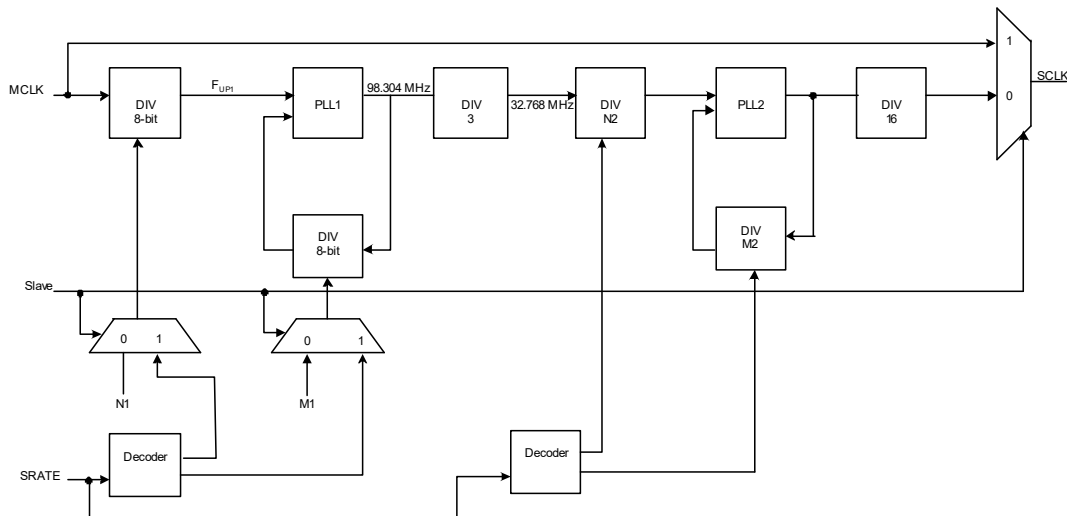 1
MCLK
DIV
8-bit
FUP1
PLL1
98.304 MHz
DIV
3
32.768 MHz
DIV
N2
PLL2
DIV
16
0
SCLK
DIV
8-bit
DIV
M2
Slave
0 1
0 1
N1
M1
Decoder
Decoder
SRATE